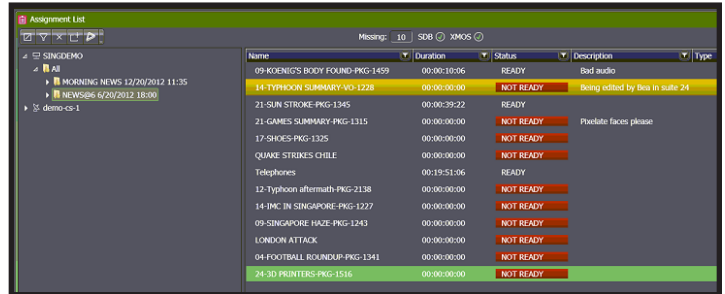 Assignment List
Missing: 10 SDB XMOS
SINGDEMO
All
MORNING NEWS 12/20/2012 11:35
NEWS@6 6/20/2012 18:00
demo-cs-1
Name Duration Status Description Type
09-KOENIG'S BODY FOUND-PKG-1459 00:00:10:06 READY Bad audio
14-TYPHOON SUMMARY-VO-1228 00:00:00:00 NOT READY Being edited by Bea in suite 24
21-SUN STROKE-PKG-1345 00:00:39:22 READY
21-GAMES SUMMARY-PKG-1315 00:00:00:00 NOT READY Pixelate faces please
17-SHOES-PKG-1325 00:00:00:00 NOT READY
QUAKE STRIKES CHILE 00:00:00:00 NOT READY
Telephones 00:19:51:06 READY
12-Typhoon aftermath-PKG-2138 00:00:00:00 NOT READY
14-IMC IN SINGAPORE-PKG-1227 00:00:00:00 NOT READY
09-SINGAPORE HAZE-PKG-1243 00:00:00:00 NOT READY
LONDON ATTACK 00:00:00:00 NOT READY
04-FOOTBALL ROUNDUP-PKG-1341 00:00:00:00 NOT READY
24-3D PRINTERS-PKG-1516 00:00:00:00 NOT READY